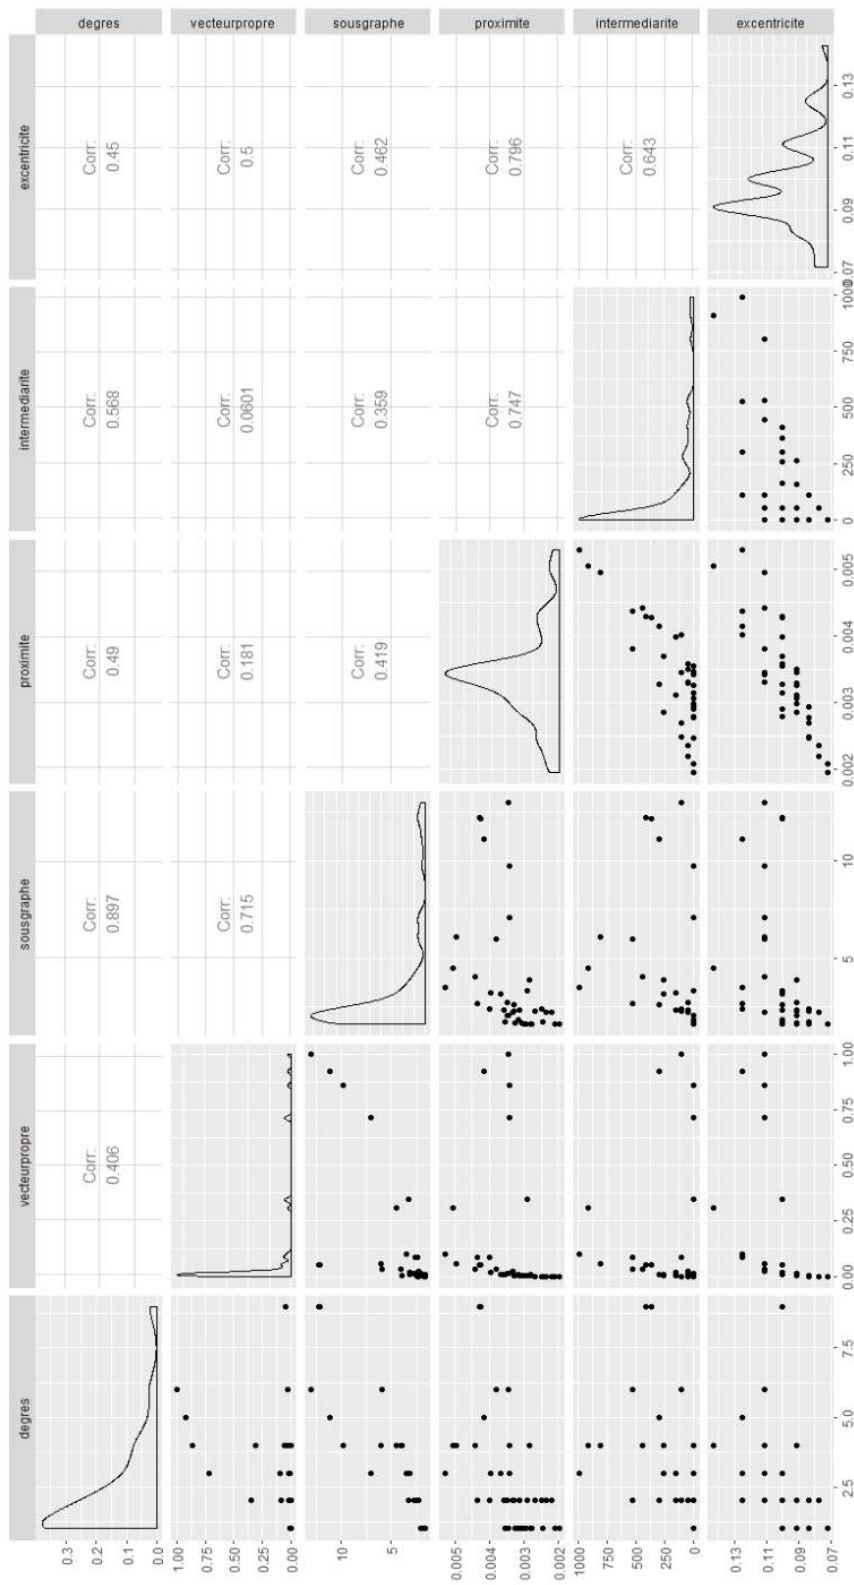 degres vecteurpropre sousgraphe proximite intermediarite excentricite
0.3
0.2
0.1
0.0
Corr: Corr: Corr: Corr: Corr:
0.406 0.897 0.49 0.568 0.45
degres
1.00
0.75
0.50
0.25
0.00
Corr: Corr: Corr: Corr:
0.715 0.181 0.0601 0.5
vecteurpropre
10
5
Corr: Corr: Corr:
0.419 0.359 0.462
sousgraphe
0.005
0.004
0.003
0.002
Corr: Corr:
0.747 0.796
proximite
1000
750
500
250
0
Corr:
0.643
intermediarite
0.13
0.11
0.09
0.07
excentricite
2.5 5.0 7.5 0.00 0.25 0.50 0.75 1.00 5 10 0.002 0.003 0.004 0.005 0 250 500 750 1000 0.07 0.09 0.11 0.13